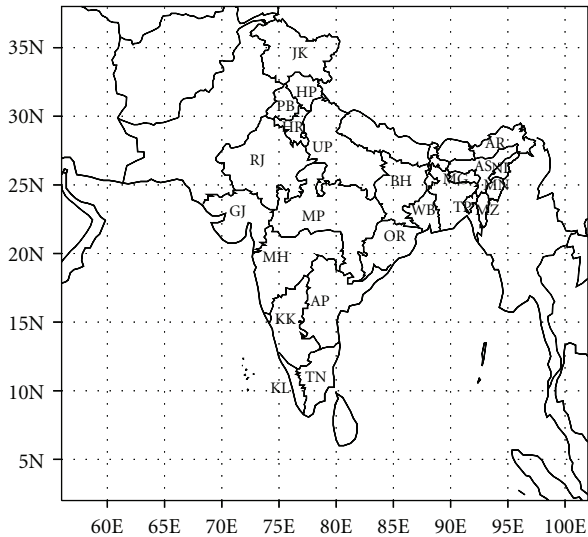 35N
JK
HP
30N
PB
HR
UP
AR
RJ
AS
NL
25N
BH
MG
MN
GJ
MP
WB
TR
MZ
OR
20N
MH
AP
15N
KK
10N
KL
TN
5N
60E 65E 70E 75E 80E 85E 90E 95E 100E